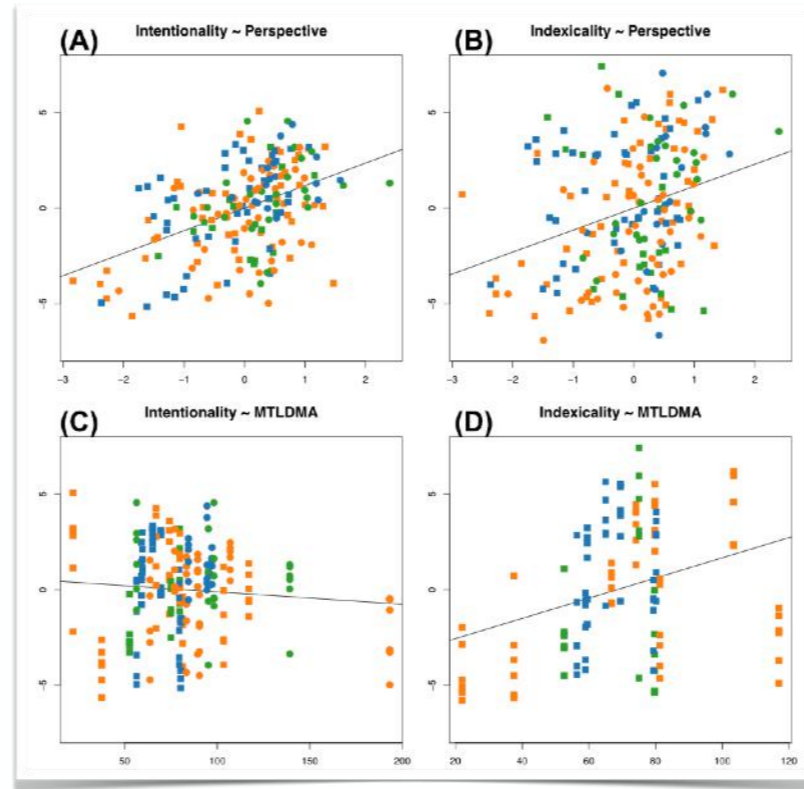 (A) Intentionality ~ Perspective
(B) Indexicality ~ Perspective
5
0
-5
-3 -2 -1 0 1 2
5
0
-5
-3 -2 -1 0 1 2
(C) Intentionality ~ MTLDMA
(D) Indexicality ~ MTLDMA
5
0
-5
50 100 150 200
5
0
-5
20 40 60 80 100 120